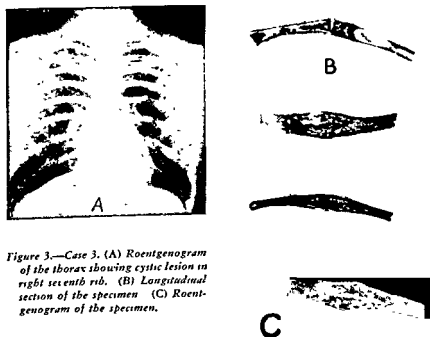 A
B
C
Figure 3.—Case 3. (A) Roentgenogram
of the thorax showing cystic lesion in
right seventh rib. (B) Longitudinal
section of the specimen (C) Roent-
genogram of the specimen.